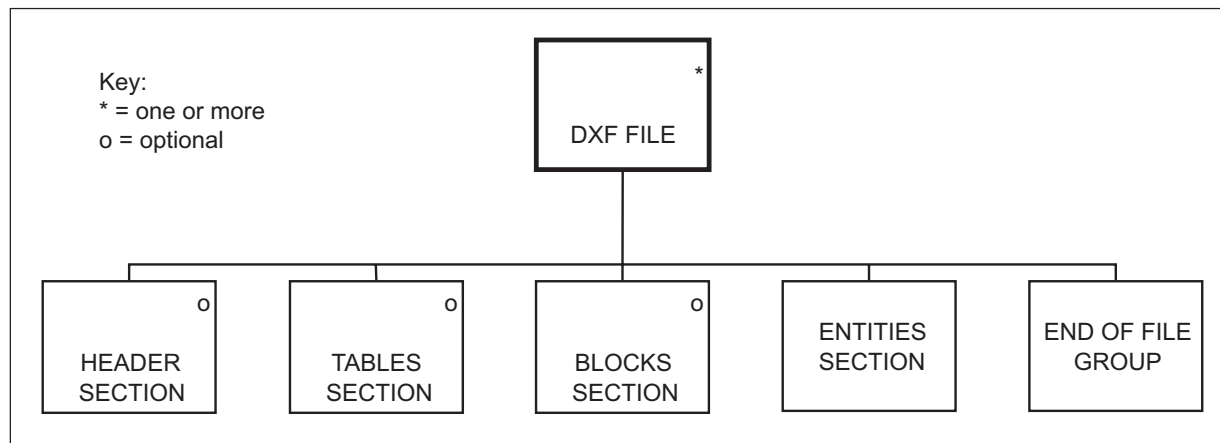 Key:
* = one or more
o = optional
*
DXF FILE
o
HEADER
SECTION
o
TABLES
SECTION
o
BLOCKS
SECTION
ENTITIES
SECTION
END OF FILE
GROUP